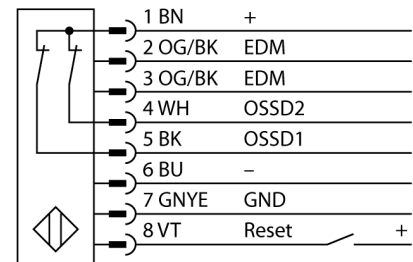 1 BN +
2 OG/BK EDM
3 OG/BK EDM
4 WH OSSD2
5 BK OSSD1
6 BU –
7 GNYE GND
8 VT Reset +